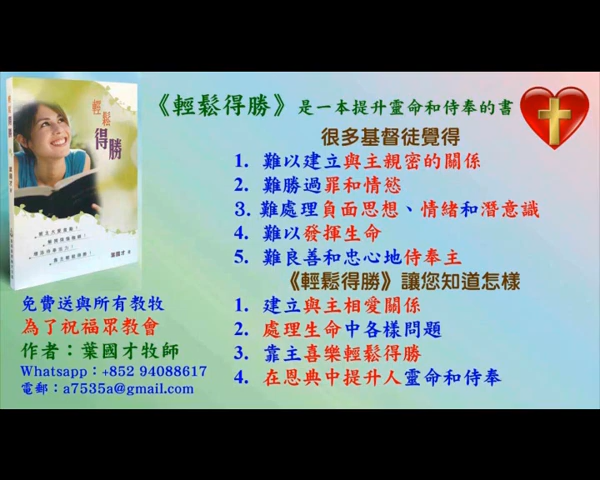 輕鬆
得勝
輕鬆得勝
葉國才 著
《輕鬆得勝》是一本提升靈命和侍奉的書
很多基督徒覺得
1. 難以建立與主親密的關係
2. 難勝過罪和情慾
3. 難處理負面思想、情緒和潛意識
4. 難以發揮生命
5. 難良善和忠心地侍奉主
《輕鬆得勝》讓您知道怎樣
1. 建立與主相愛關係
2. 處理生命中各樣問題
3. 靠主喜樂輕鬆得勝
4. 在恩典中提升人靈命和侍奉
免費送與所有教牧
為了祝福眾教會
作者：葉國才牧師
Whatsapp：+852 94088617
電郵：a7535a@gmail.com